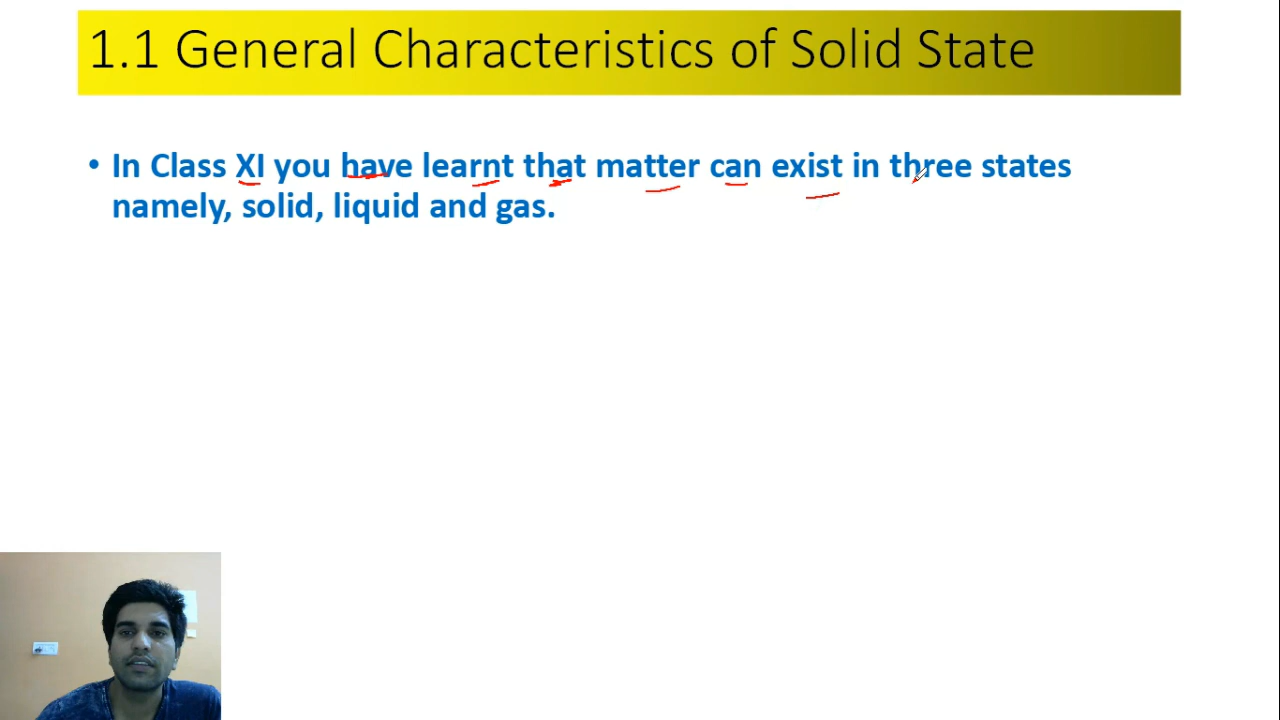 1.1 General Characteristics of Solid State
• In Class XI you have learnt that matter can exist in three states
namely, solid, liquid and gas.